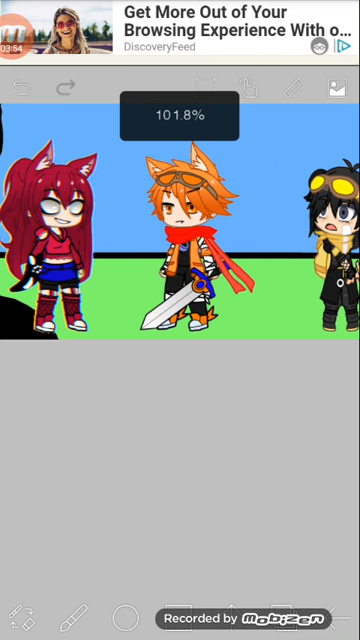 Get More Out of Your
Browsing Experience With o...
DiscoveryFeed
03:54
101.8%
Recorded by Mobizen